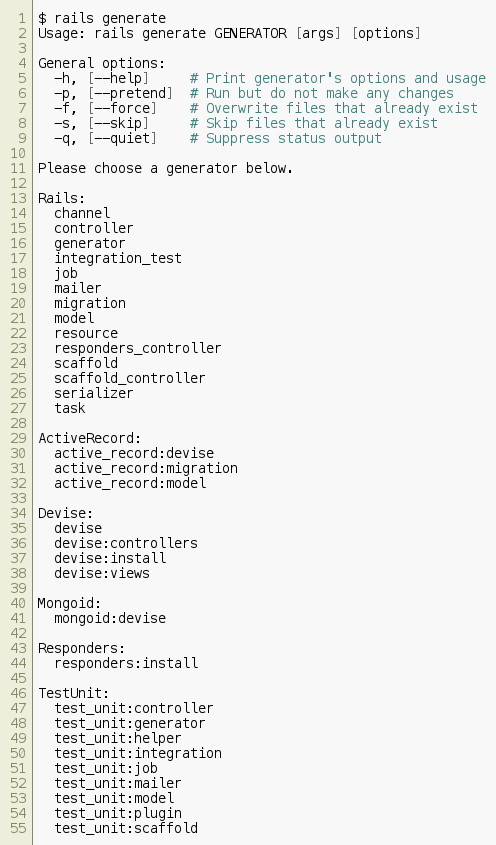 1 $ rails generate
2 Usage: rails generate GENERATOR [args] [options]
3
4 General options:
5   -h, [--help]     # Print generator's options and usage
6   -p, [--pretend]  # Run but do not make any changes
7   -f, [--force]    # Overwrite files that already exist
8   -s, [--skip]     # Skip files that already exist
9   -q, [--quiet]    # Suppress status output
10
11 Please choose a generator below.
12
13 Rails:
14   channel
15   controller
16   generator
17   integration_test
18   job
19   mailer
20   migration
21   model
22   resource
23   responders_controller
24   scaffold
25   scaffold_controller
26   serializer
27   task
28
29 ActiveRecord:
30   active_record:devise
31   active_record:migration
32   active_record:model
33
34 Devise:
35   devise
36   devise:controllers
37   devise:install
38   devise:views
39
40 Mongoid:
41   mongoid:devise
42
43 Responders:
44   responders:install
45
46 TestUnit:
47   test_unit:controller
48   test_unit:generator
49   test_unit:helper
50   test_unit:integration
51   test_unit:job
52   test_unit:mailer
53   test_unit:model
54   test_unit:plugin
55   test_unit:scaffold